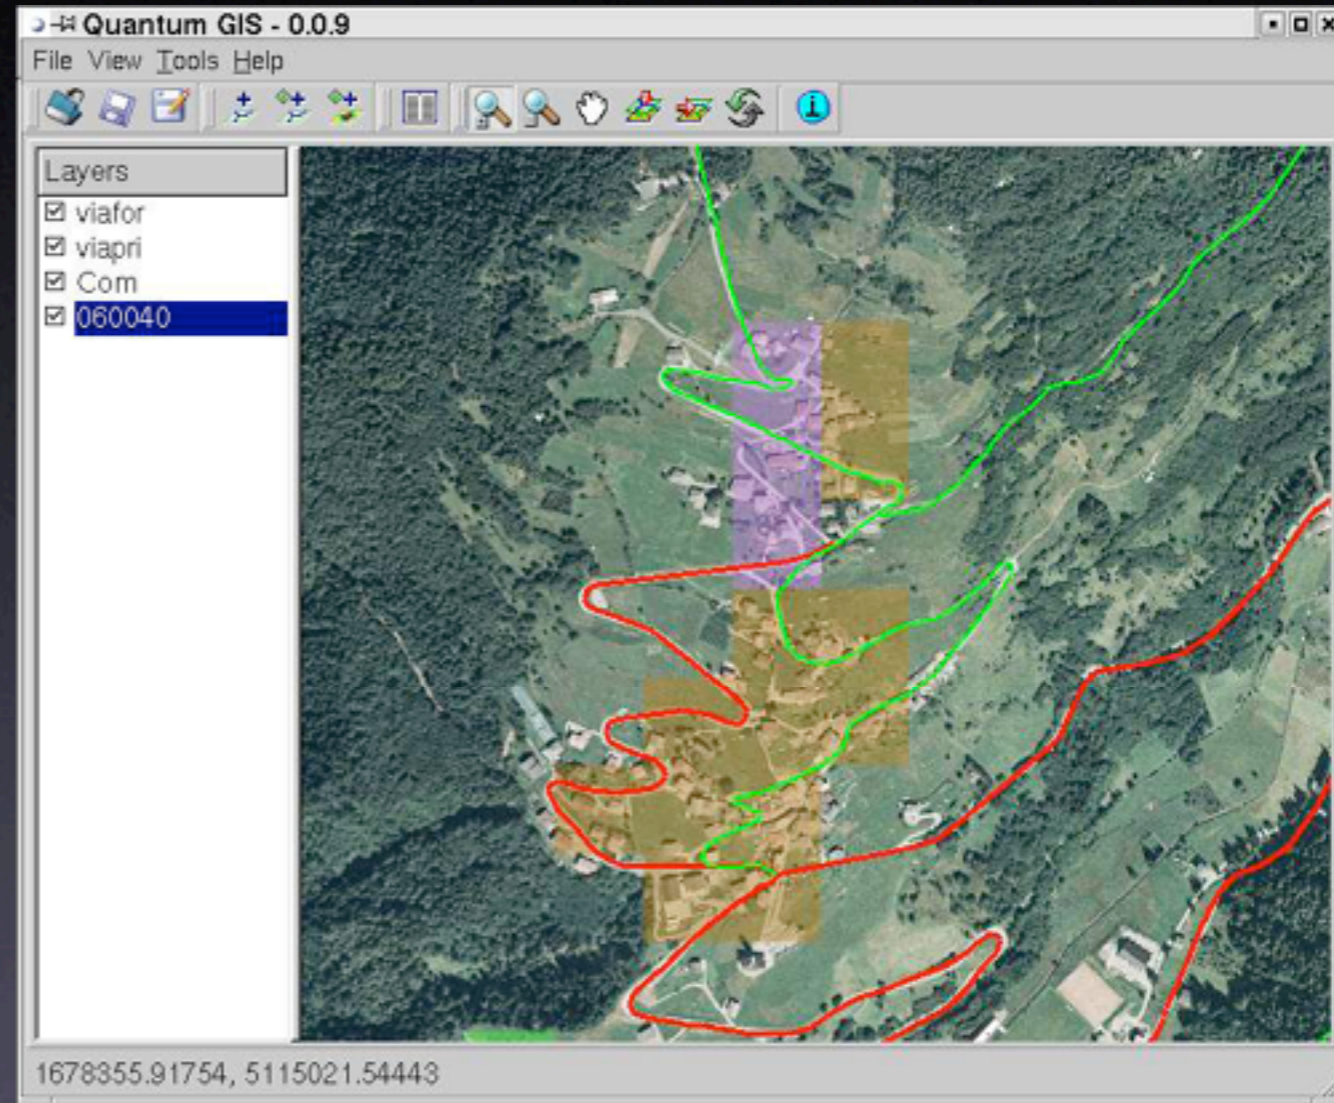 Quantum GIS - 0.0.9
File View Tools Help
Layers
viafor
viapri
Com
060040
1678355.91754, 5115021.54443